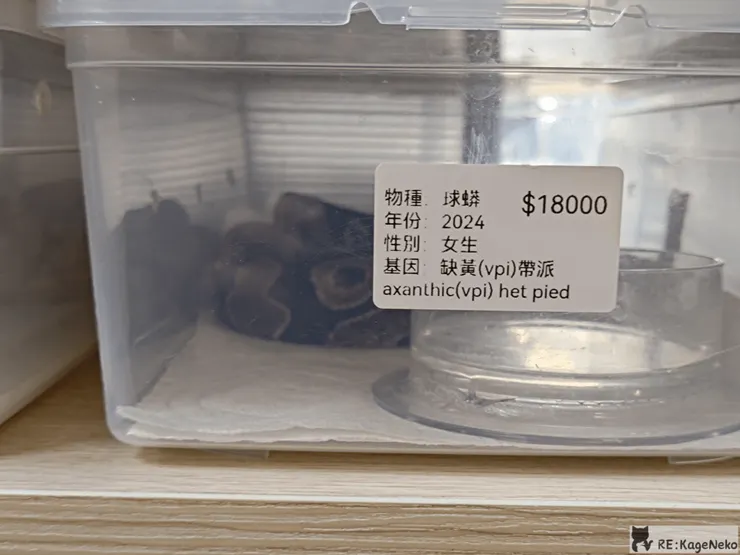 物種: 球蟒 $18000
年份: 2024
性別: 女生
基因: 缺黃(vpi)帶派
axanthic(vpi) het pied
RE:KageNeko